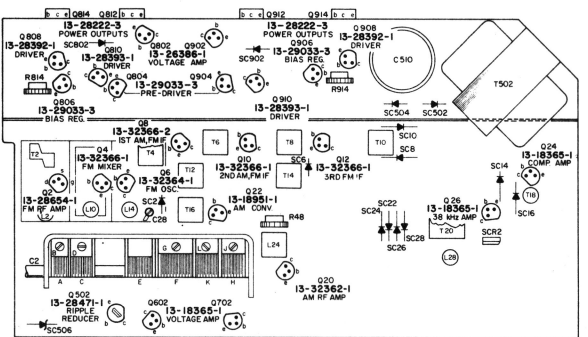 b c e Q814 Q812 b c e
13-28222-3
POWER OUTPUTS
b c e Q912 Q914 b c e
13-28222-3
POWER OUTPUTS
Q808
13-28392-1
DRIVER
SC802
Q810
13-28393-1
DRIVER
Q802
13-26386-1
VOLTAGE AMP
Q902
SC902
Q906
13-29033-3
BIAS REG.
Q908
13-28392-1
DRIVER
C510
T502
R814
Q804
13-29033-3
PRE-DRIVER
Q904
R914
Q806
13-29033-3
BIAS REG.
Q910
13-28393-1
DRIVER
SC504
SC502
Q8
13-32366-2
1ST AM,FM IF
T2
Q4
13-32366-1
FM MIXER
T4
T6
T8
T10
SC10
SC8
Q6
13-32364-1
FM OSC.
T12
Q10
13-32366-1
2ND AM,FM IF
T14
SC6
Q12
13-32366-1
3RD FM IF
Q24
13-18365-1
COMP AMP
SC14
T18
SC16
Q2
13-28654-1
FM RF AMP
L2
L10
L14
SC2
C28
T16
Q22
13-18951-1
AM CONV.
R48
L24
SC22
SC24
SC28
SC26
Q26
13-18365-1
38 kHz AMP
T20
SCR2
L28
C2
A C E F K H
Q20
13-32362-1
AM RF AMP
Q502
13-28471-1
RIPPLE
REDUCER
Q602
13-18365-1
VOLTAGE AMP
Q702
SC506